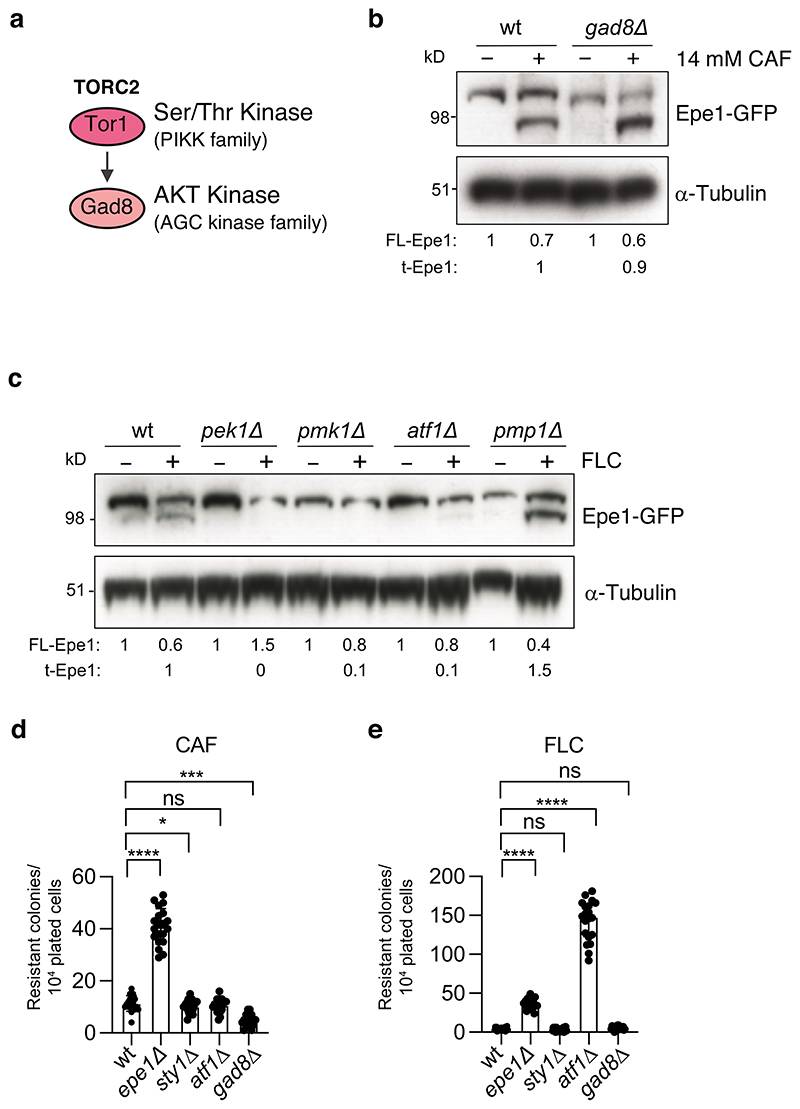 a
TORC2
Tor1
Ser/Thr Kinase
(PIKK family)
Gad8
AKT Kinase
(AGC kinase family)
b
wt gad8Δ
kD − + − + 14 mM CAF
98 Epe1-GFP
51 α-Tubulin
FL-Epe1: 1 0.7 1 0.6
t-Epe1: 1 0.9
c
wt pek1Δ pmk1Δ atf1Δ pmp1Δ
kD − + − + − + − + − + FLC
98 Epe1-GFP
51 α-Tubulin
FL-Epe1: 1 0.6 1 1.5 1 0.8 1 0.8 1 0.4
t-Epe1: 1 0 0.1 0.1 1.5
d
CAF
***
ns
*
****
Resistant colonies/
10⁴ plated cells
60
40
20
0
wt epe1Δ sty1Δ atf1Δ gad8Δ
e
FLC
ns
****
ns
****
Resistant colonies/
10⁴ plated cells
200
150
100
50
0
wt epe1Δ sty1Δ atf1Δ gad8Δ